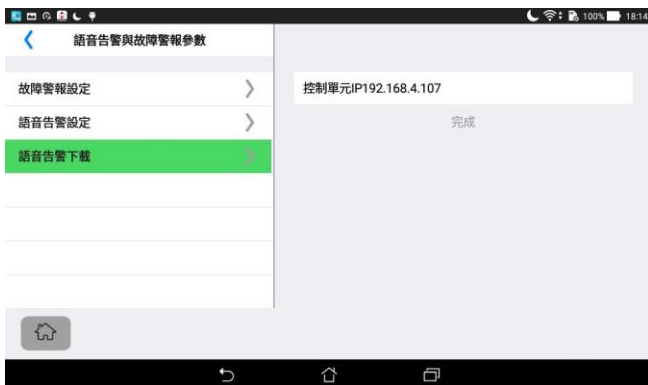 100% 18:14
語音告警與故障警報參數
故障警報設定
語音告警設定
語音告警下載
控制單元IP192.168.4.107
完成